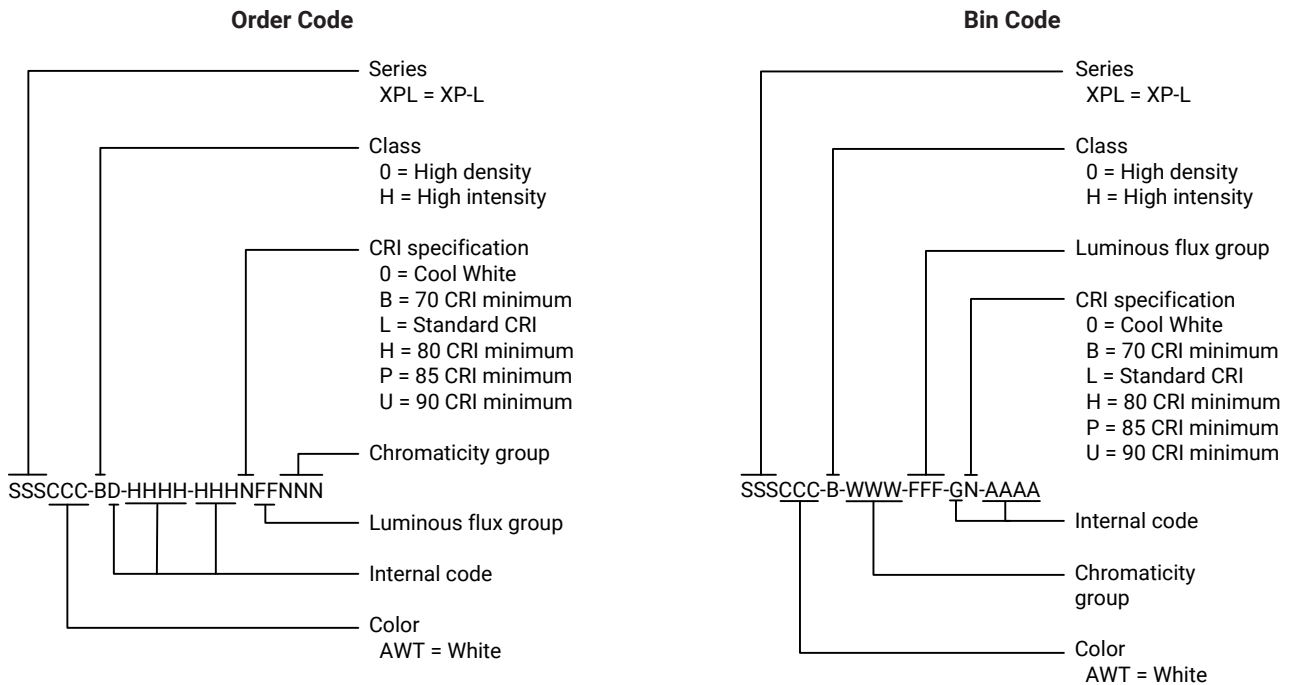 Order Code
Series
XPL = XP-L
Class
0 = High density
H = High intensity
CRI specification
0 = Cool White
B = 70 CRI minimum
L = Standard CRI
H = 80 CRI minimum
P = 85 CRI minimum
U = 90 CRI minimum
Chromaticity group
SSSCCC-BD-HHHH-HHHNFFNNN
Luminous flux group
Internal code
Color
AWT = White
Bin Code
Series
XPL = XP-L
Class
0 = High density
H = High intensity
Luminous flux group
CRI specification
0 = Cool White
B = 70 CRI minimum
L = Standard CRI
H = 80 CRI minimum
P = 85 CRI minimum
U = 90 CRI minimum
SSSCCC-B-WWW-FFF-GN-AAAA
Internal code
Chromaticity
group
Color
AWT = White